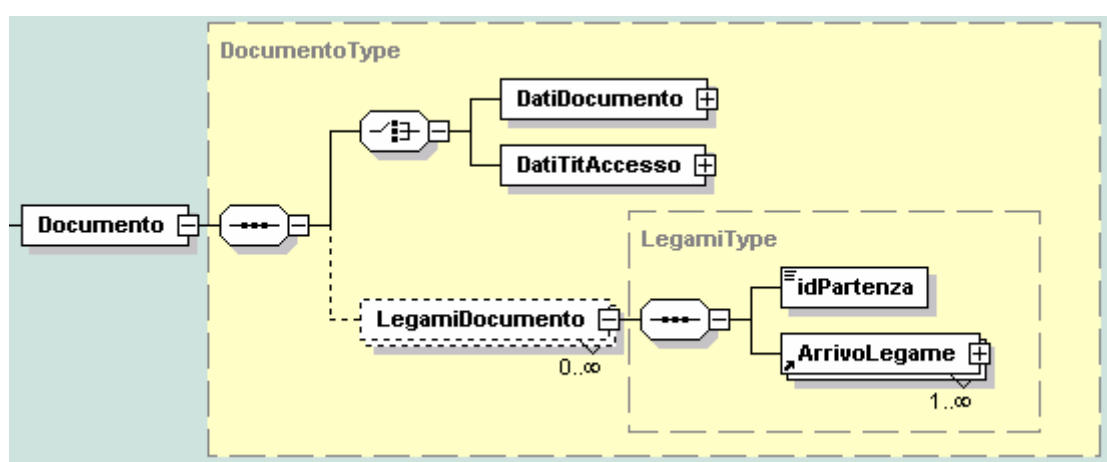 DocumentoType
DatiDocumento
DatiTitAccesso
Documento
LegamiType
idPartenza
LegamiDocumento
0..∞
ArrivoLegame
1..∞